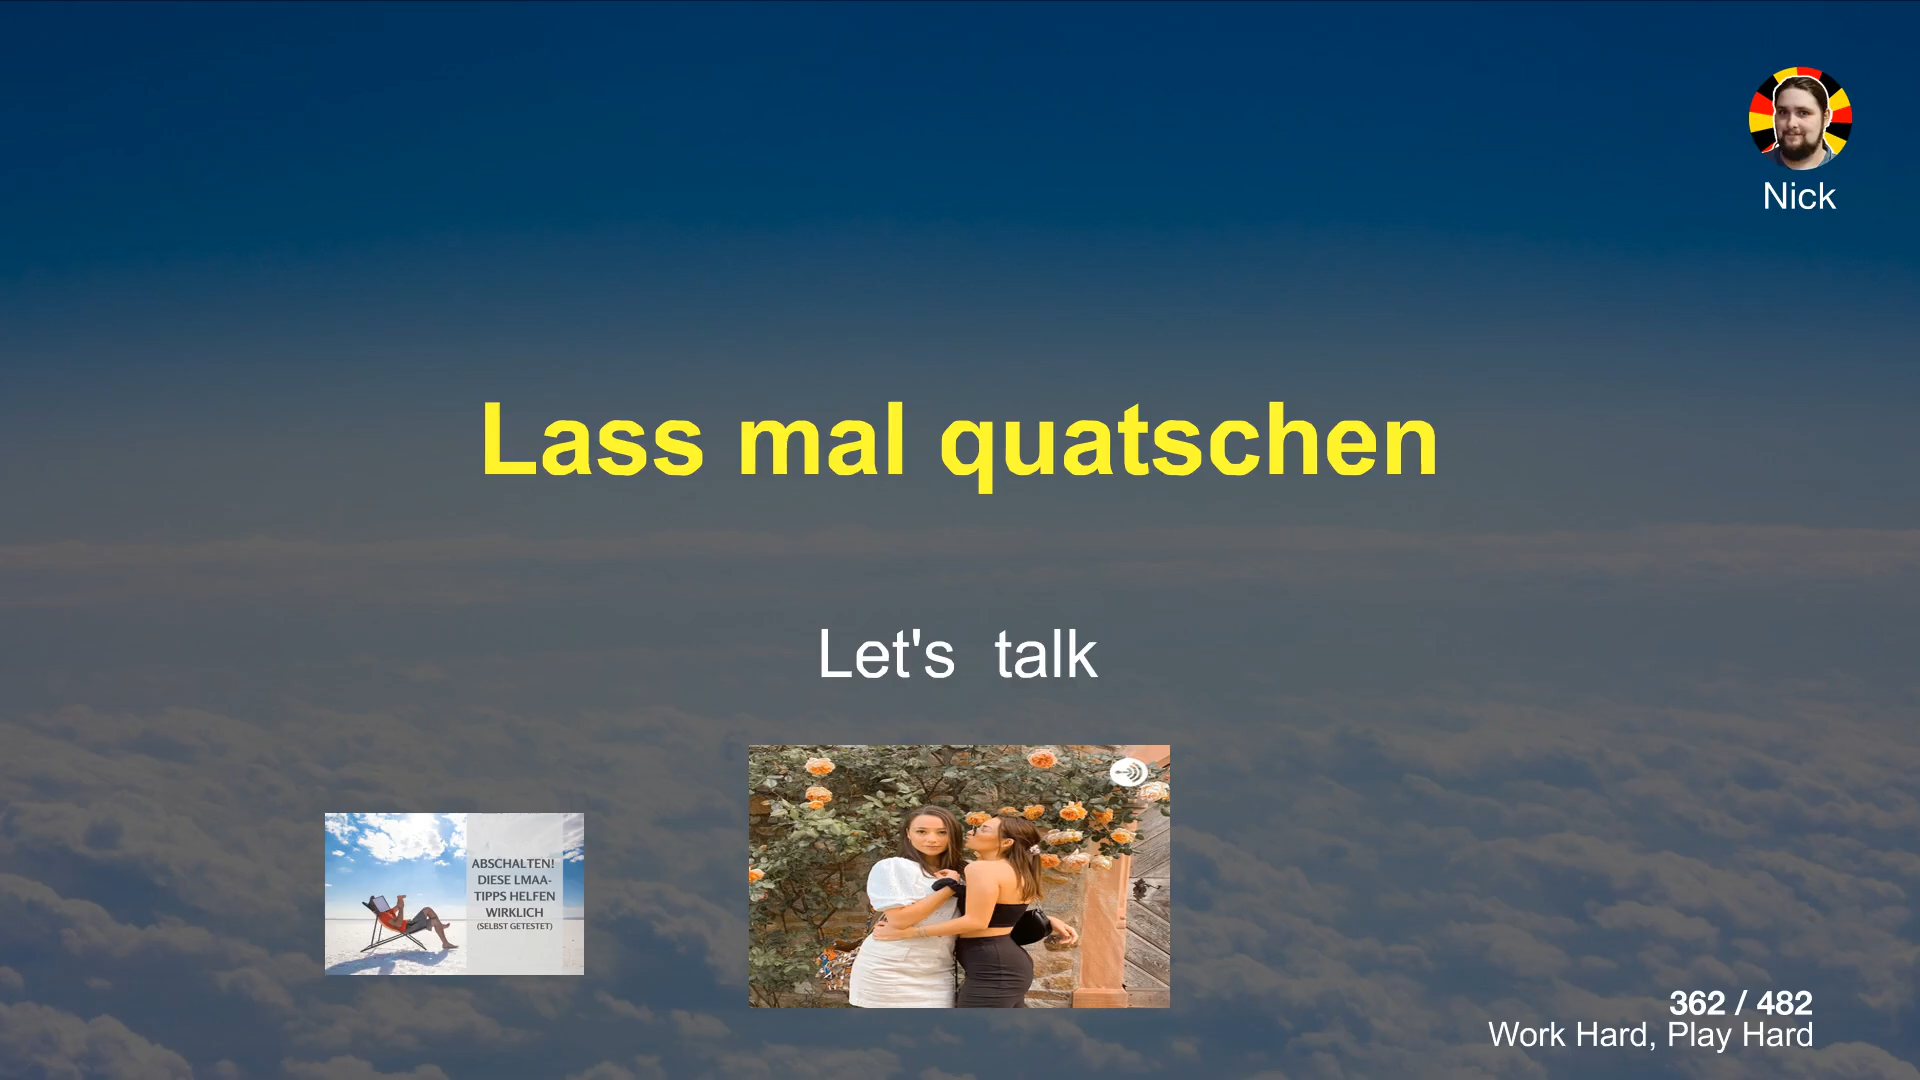 Nick
Lass mal quatschen
Let's talk
ABSCHALTEN!
DIESE LMAA-
TIPPS HELFEN
WIRKLICH
(SELBST GETESTET)
362 / 482
Work Hard, Play Hard